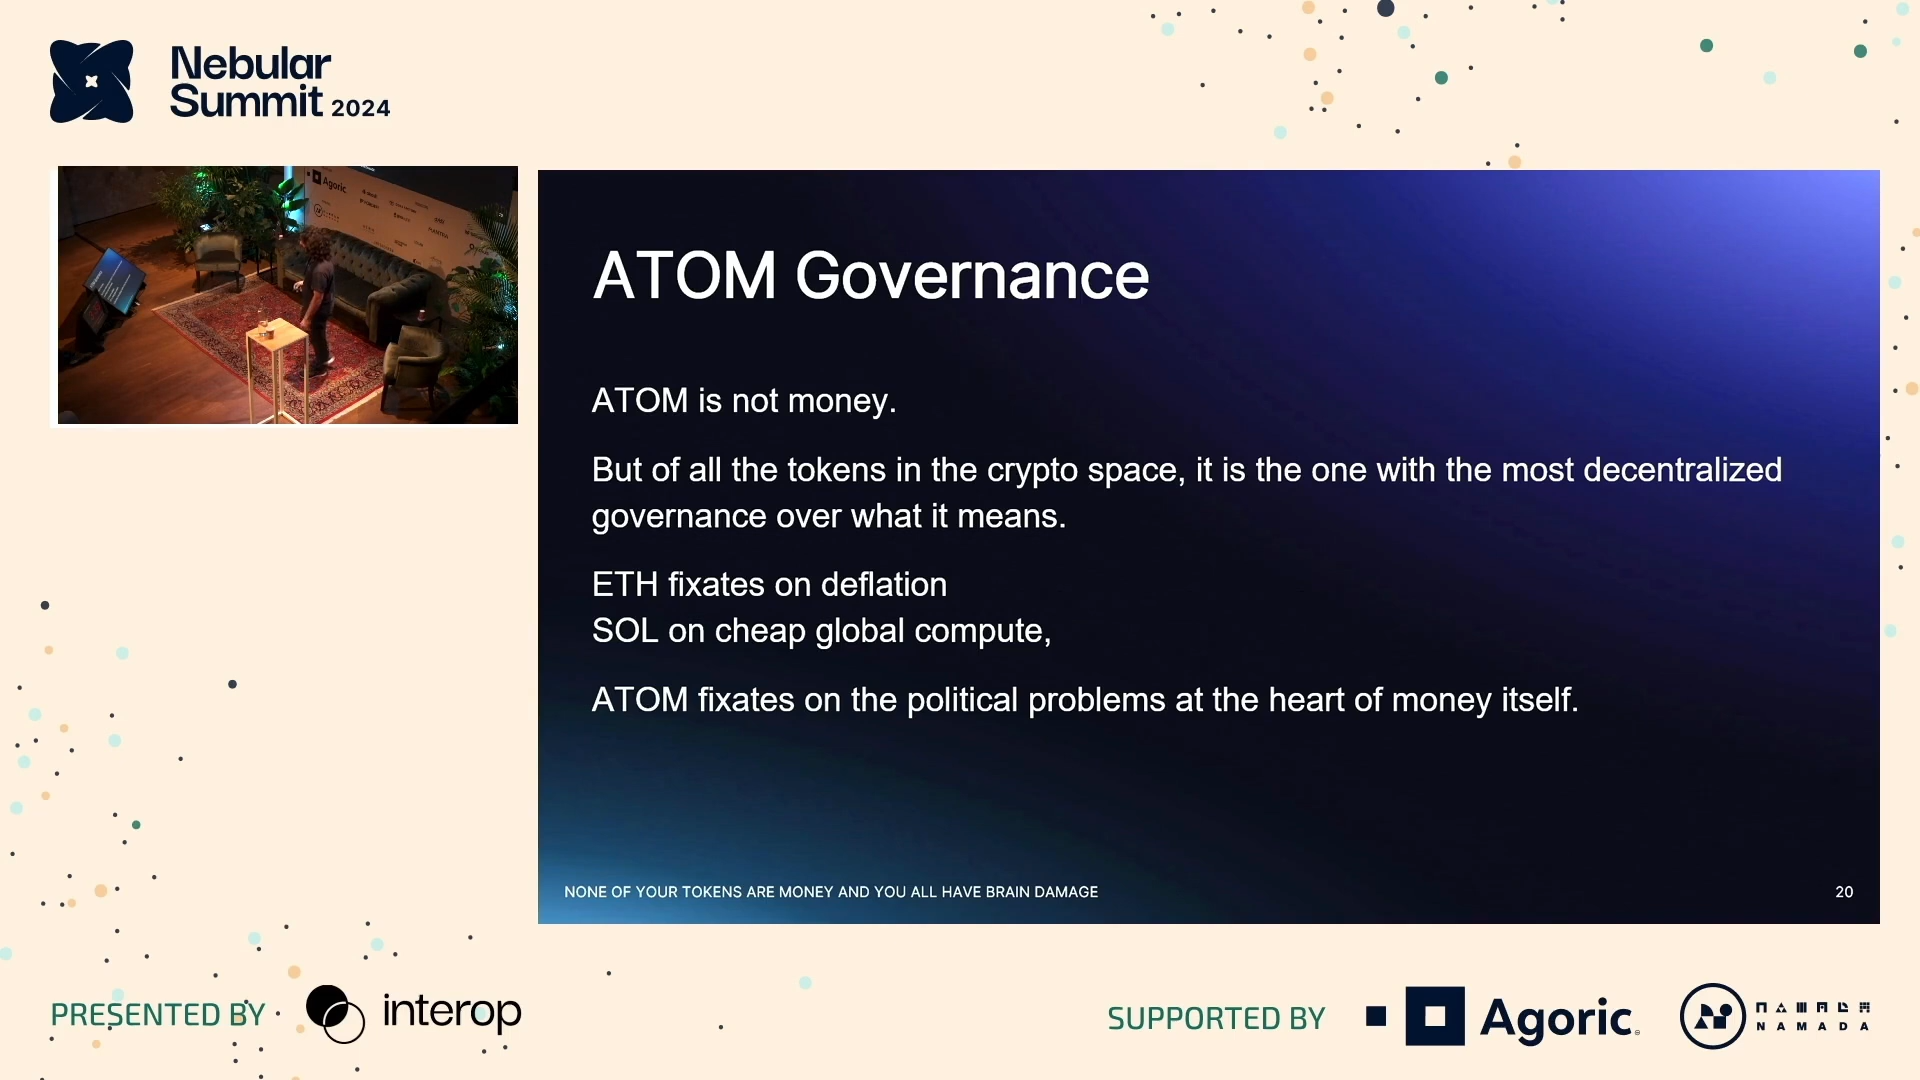 Nebular
Summit 2024
Agoric
ATOM Governance
ATOM is not money.
But of all the tokens in the crypto space, it is the one with the most decentralized
governance over what it means.
ETH fixates on deflation
SOL on cheap global compute,
ATOM fixates on the political problems at the heart of money itself.
NONE OF YOUR TOKENS ARE MONEY AND YOU ALL HAVE BRAIN DAMAGE
20
PRESENTED BY
interop
SUPPORTED BY
Agoric
NAMADA